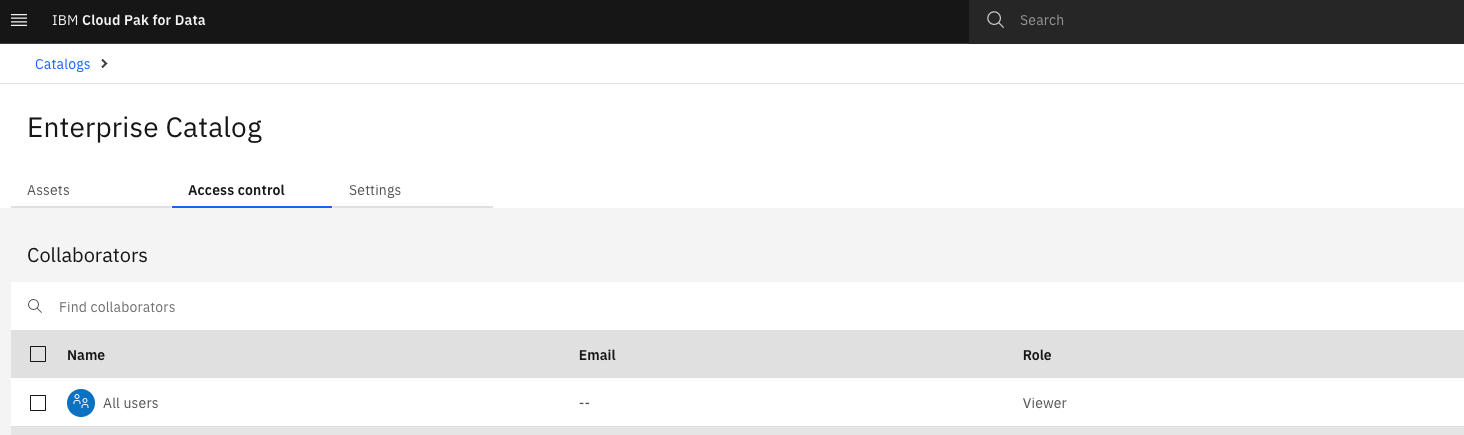 IBM Cloud Pak for Data
Search
Catalogs
Enterprise Catalog
Assets Access control Settings
Collaborators
Find collaborators
Name Email Role
All users -- Viewer